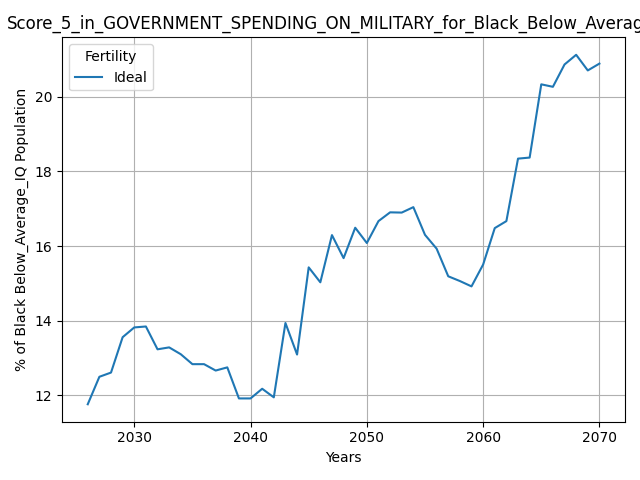 Score_5_in_GOVERNMENT_SPENDING_ON_MILITARY_for_Black_Below_Averag
Fertility
Ideal
% of Black Below_Average_IQ Population
20
18
16
14
12
2030 2040 2050 2060 2070
Years